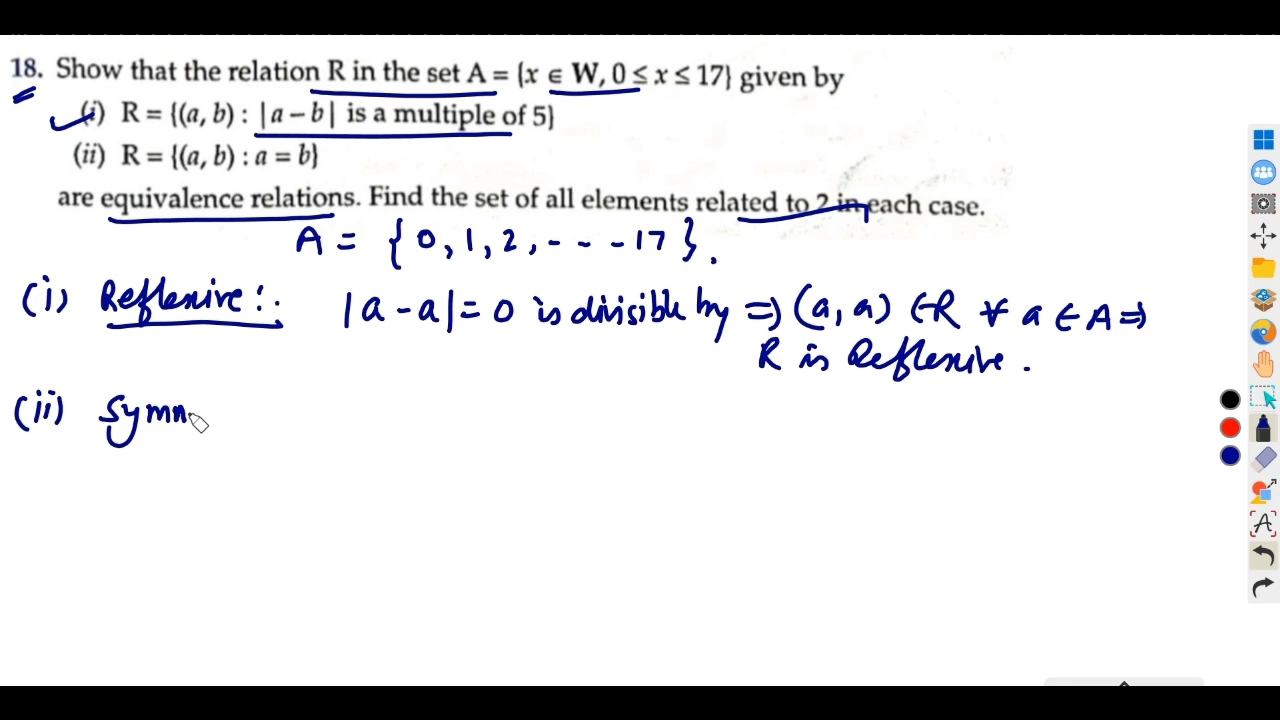 18. Show that the relation R in the set A = {x ∈ W, 0 ≤ x ≤ 17} given by
(i) R = {(a, b) : |a – b| is a multiple of 5}
(ii) R = {(a, b) : a = b}
are equivalence relations. Find the set of all elements related to 2 in each case.
A = { 0, 1, 2, - - - 17 }.
(i) Reflexive :. |a - a| = 0 is divisible by ⇒ (a, a) ∈ R ∀ a ∈ A ⇒
R is Reflexive.
(ii) Symm
A